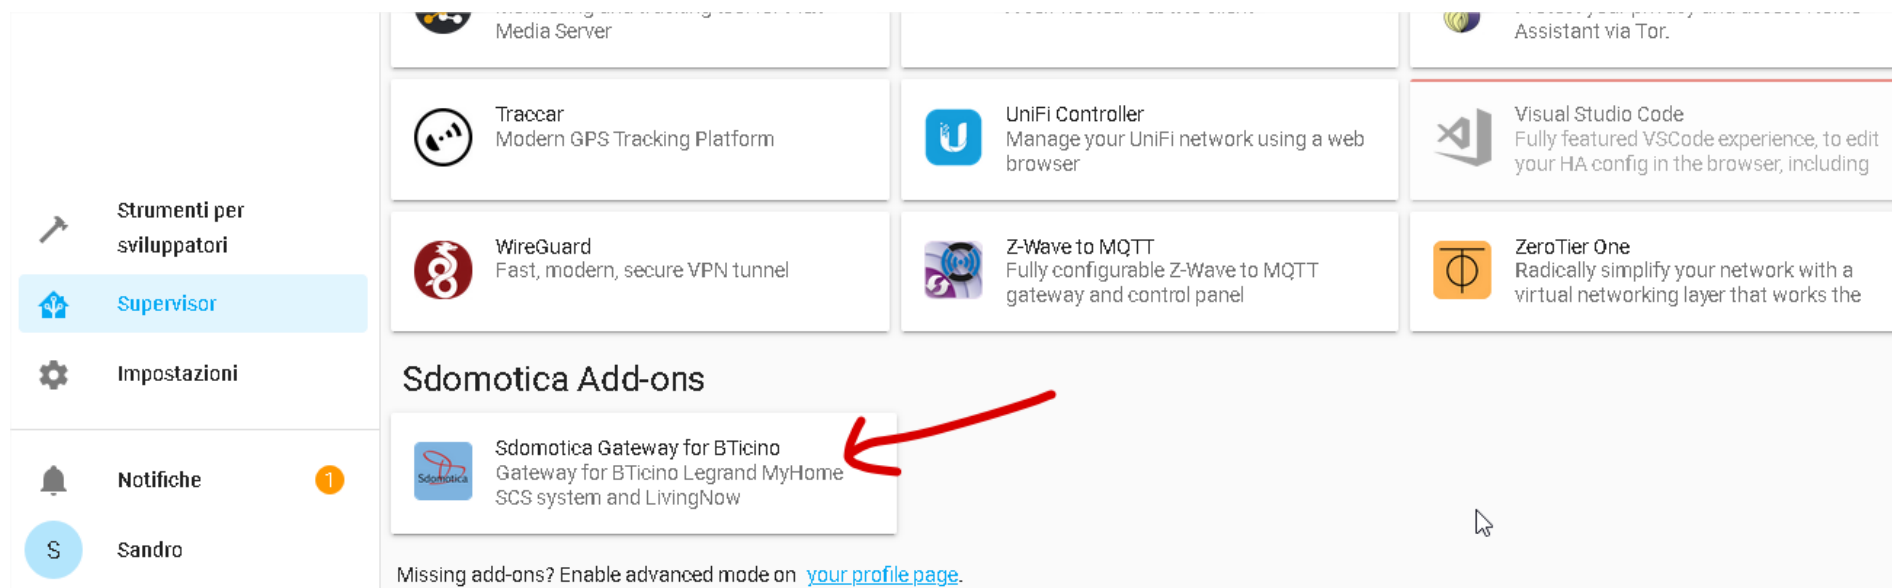 Media Server
Assistant via Tor.
Traccar
Modern GPS Tracking Platform
UniFi Controller
Manage your UniFi network using a web
browser
Visual Studio Code
Fully featured VSCode experience, to edit
your HA config in the browser, including
Strumenti per
sviluppatori
WireGuard
Fast, modern, secure VPN tunnel
Z-Wave to MQTT
Fully configurable Z-Wave to MQTT
gateway and control panel
ZeroTier One
Radically simplify your network with a
virtual networking layer that works the
Supervisor
Impostazioni
Sdomotica Add-ons
Sdomotica
Sdomotica Gateway for BTicino
Gateway for BTicino Legrand MyHome
SCS system and LivingNow
Notifiche
1
S
Sandro
Missing add-ons? Enable advanced mode on your profile page.